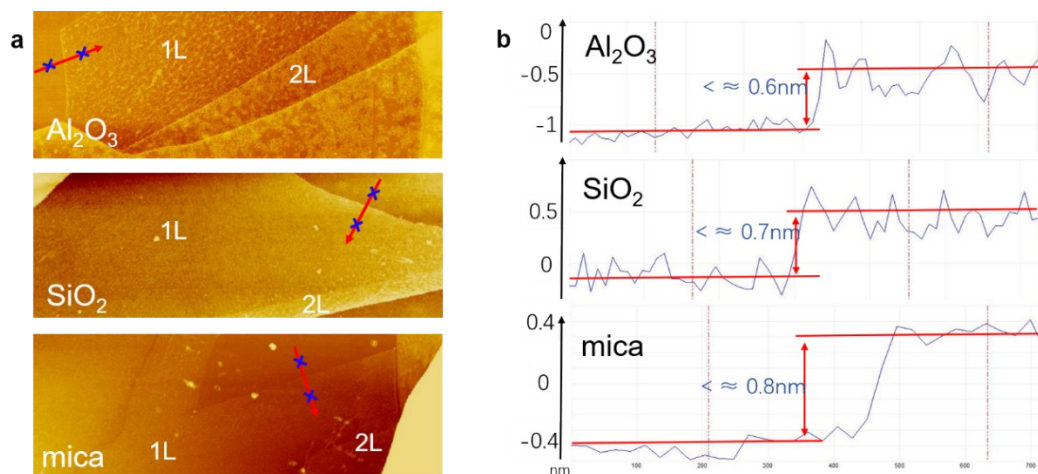 a
1L
2L
Al₂O₃
1L
2L
SiO₂
1L
2L
mica
b
0
Al₂O₃
-0.5
< ≈ 0.6nm
-1
SiO₂
0.5
< ≈ 0.7nm
0
0.4
mica
0
< ≈ 0.8nm
-0.4
nm 100 200 300 400 500 600 700